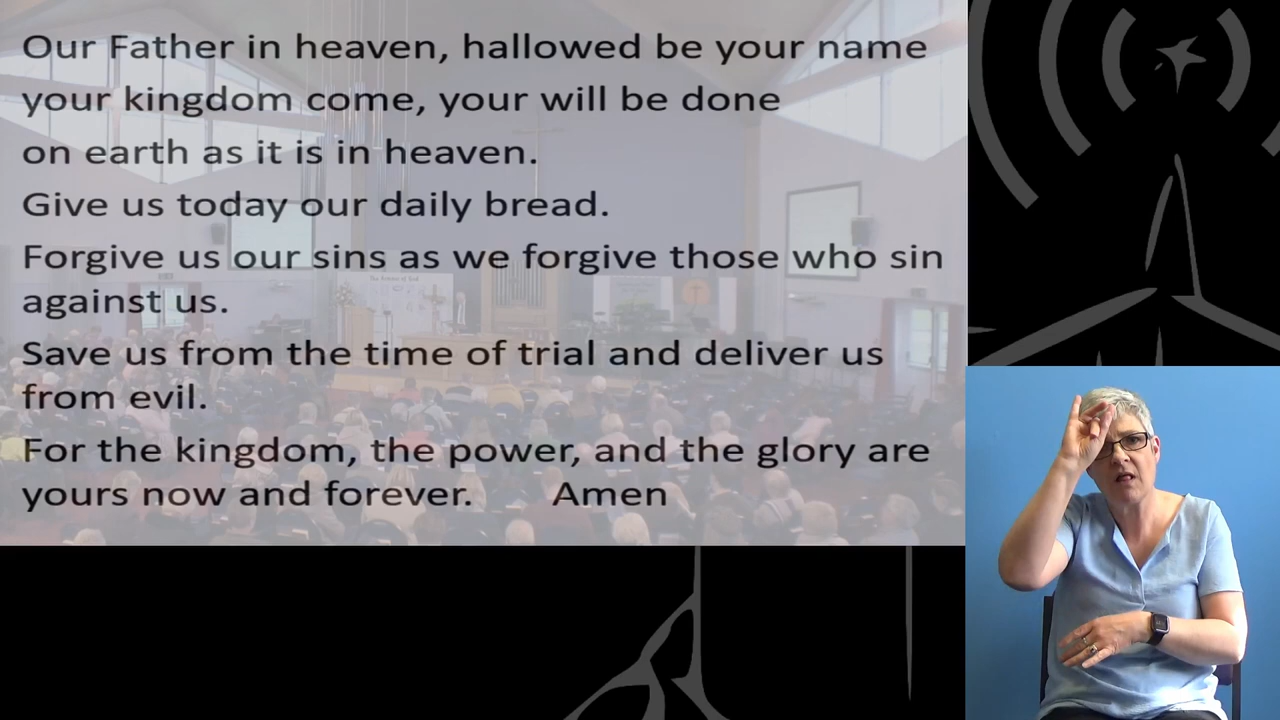 Our Father in heaven, hallowed be your name
your kingdom come, your will be done
on earth as it is in heaven.
Give us today our daily bread.
Forgive us our sins as we forgive those who sin
against us.
Save us from the time of trial and deliver us
from evil.
For the kingdom, the power, and the glory are
yours now and forever. Amen